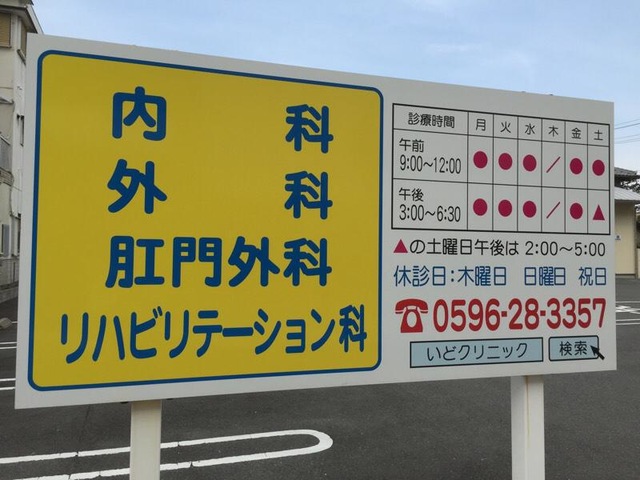 内科
外科
肛門外科
リハビリテーション科
診療時間 月 火 水 木 金 土
午前 9:00〜12:00 ● ● ● ／ ● ●
午後 3:00〜6:30 ● ● ● ／ ● ▲
▲の土曜日午後は 2:00〜5:00
休診日:木曜日 日曜日 祝日
☎0596-28-3357
いどクリニック 検索